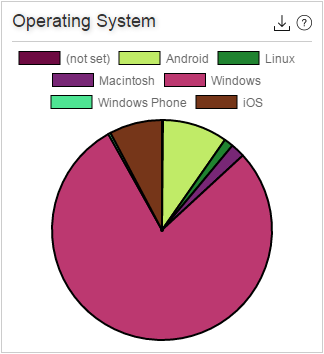 Operating System
(not set) Android Linux
Macintosh Windows
Windows Phone iOS